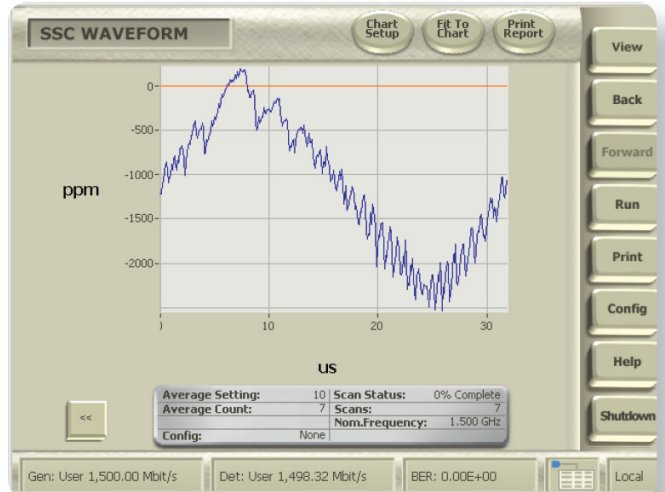 SSC WAVEFORM
Chart Setup
Fit To Chart
Print Report
View
Back
Forward
Run
Print
Config
Help
Shutdown
0
-500
-1000
-1500
-2000
ppm
10
20
30
us
<<
Average Setting: 10 Scan Status: 0% Complete
Average Count: 7 Scans: 7
Nom.Frequency: 1.500 GHz
Config: None
Gen: User 1,500.00 Mbit/s
Det: User 1,498.32 Mbit/s
BER: 0.00E+00
Local